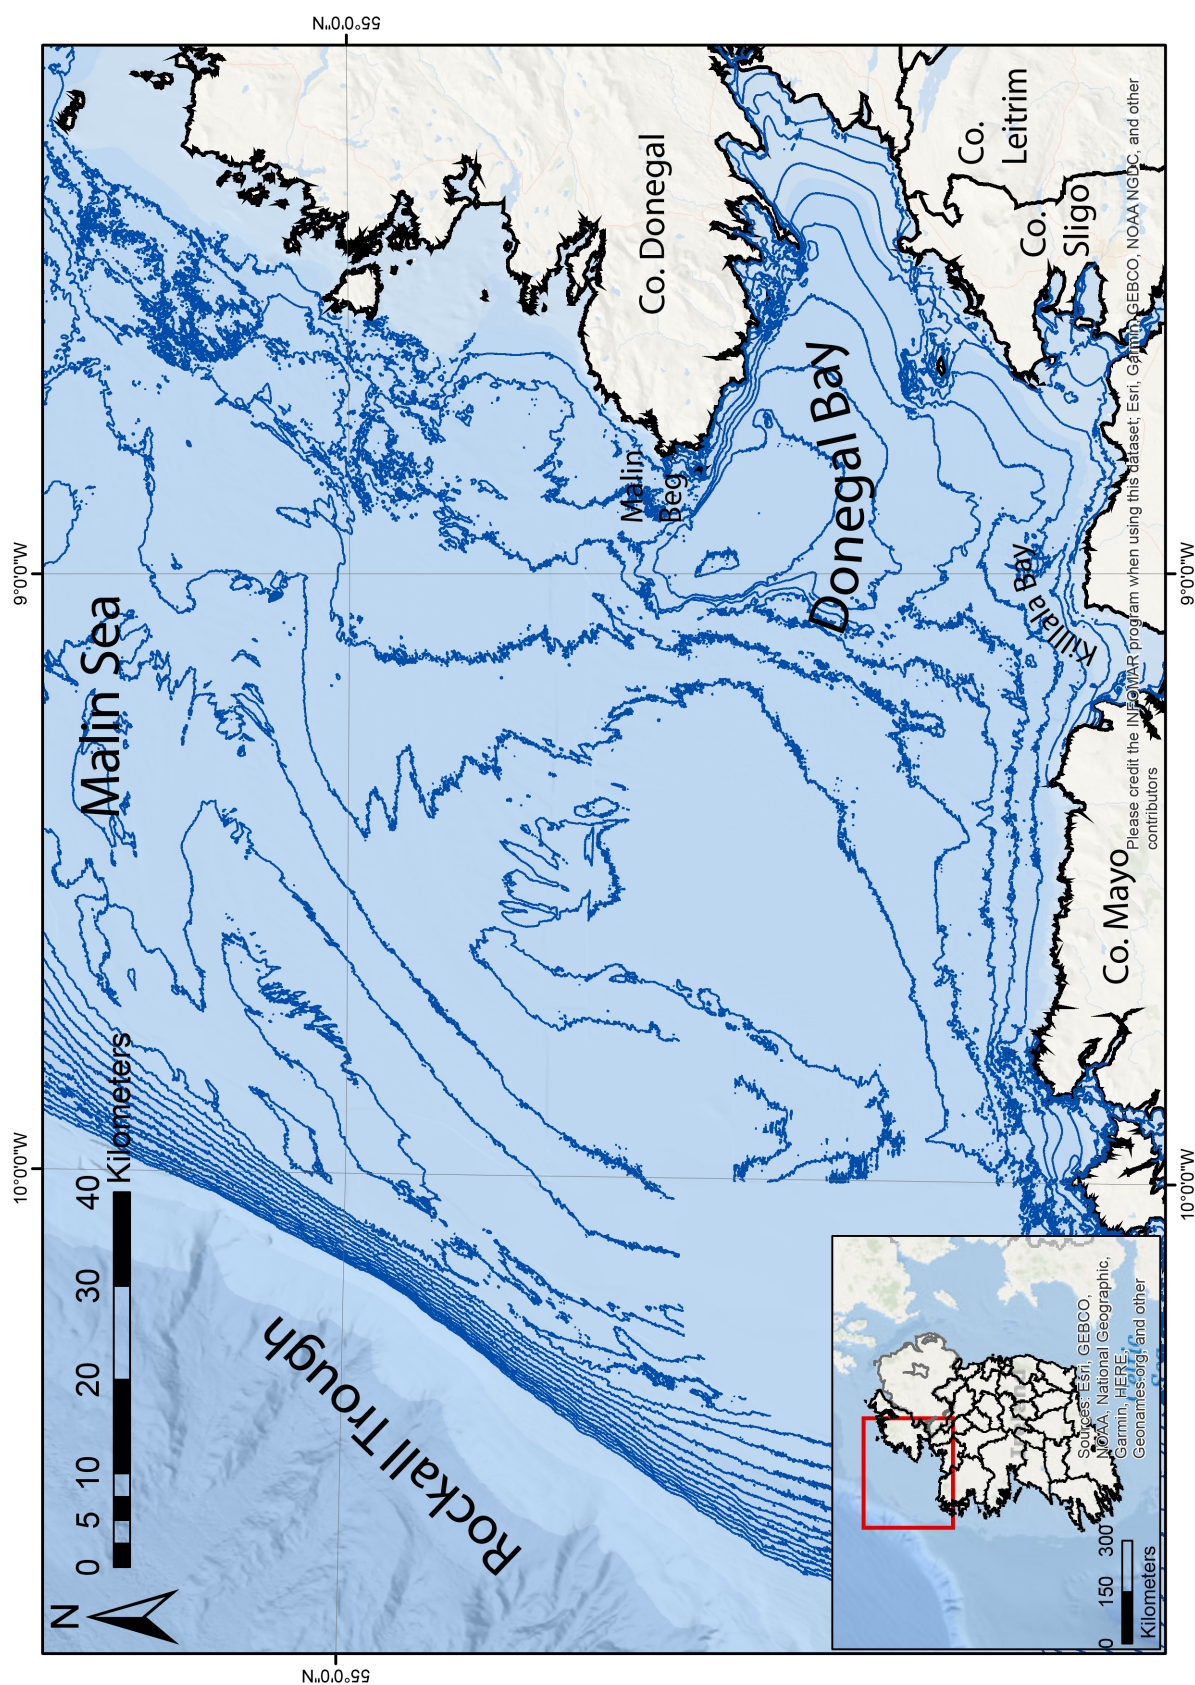 55°0'0"N
9°0'0"W
10°0'0"W
N
0 5 10 20 30 40
Kilometers
Malin Sea
Rockall Trough
Co. Donegal
Malin
Beg
Donegal Bay
Killala Bay
Co.
Leitrim
Co.
Sligo
Co. Mayo
Please credit the INFOMAR program when using this dataset; Esri, Garmin, GEBCO, NOAA NGDC, and other
contributors
Sources: Esri, GEBCO,
NOAA, National Geographic,
Garmin, HERE,
Geonames.org, and other
0 150 300
Kilometers
55°0'0"N
9°0'0"W
10°0'0"W